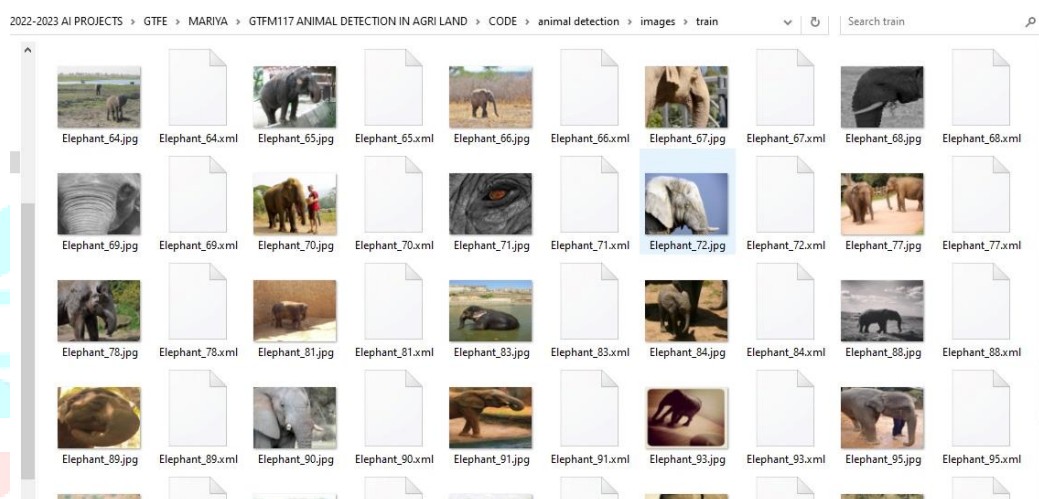 2022-2023 AI PROJECTS > GTFE > MARIYA > GTFM117 ANIMAL DETECTION IN AGRI LAND > CODE > animal detection > images > train Search train
Elephant_64.jpg Elephant_64.xml Elephant_65.jpg Elephant_65.xml Elephant_66.jpg Elephant_66.xml Elephant_67.jpg Elephant_67.xml Elephant_68.jpg Elephant_68.xml
Elephant_69.jpg Elephant_69.xml Elephant_70.jpg Elephant_70.xml Elephant_71.jpg Elephant_71.xml Elephant_72.jpg Elephant_72.xml Elephant_77.jpg Elephant_77.xml
Elephant_78.jpg Elephant_78.xml Elephant_81.jpg Elephant_81.xml Elephant_83.jpg Elephant_83.xml Elephant_84.jpg Elephant_84.xml Elephant_88.jpg Elephant_88.xml
Elephant_89.jpg Elephant_89.xml Elephant_90.jpg Elephant_90.xml Elephant_91.jpg Elephant_91.xml Elephant_93.jpg Elephant_93.xml Elephant_95.jpg Elephant_95.xml